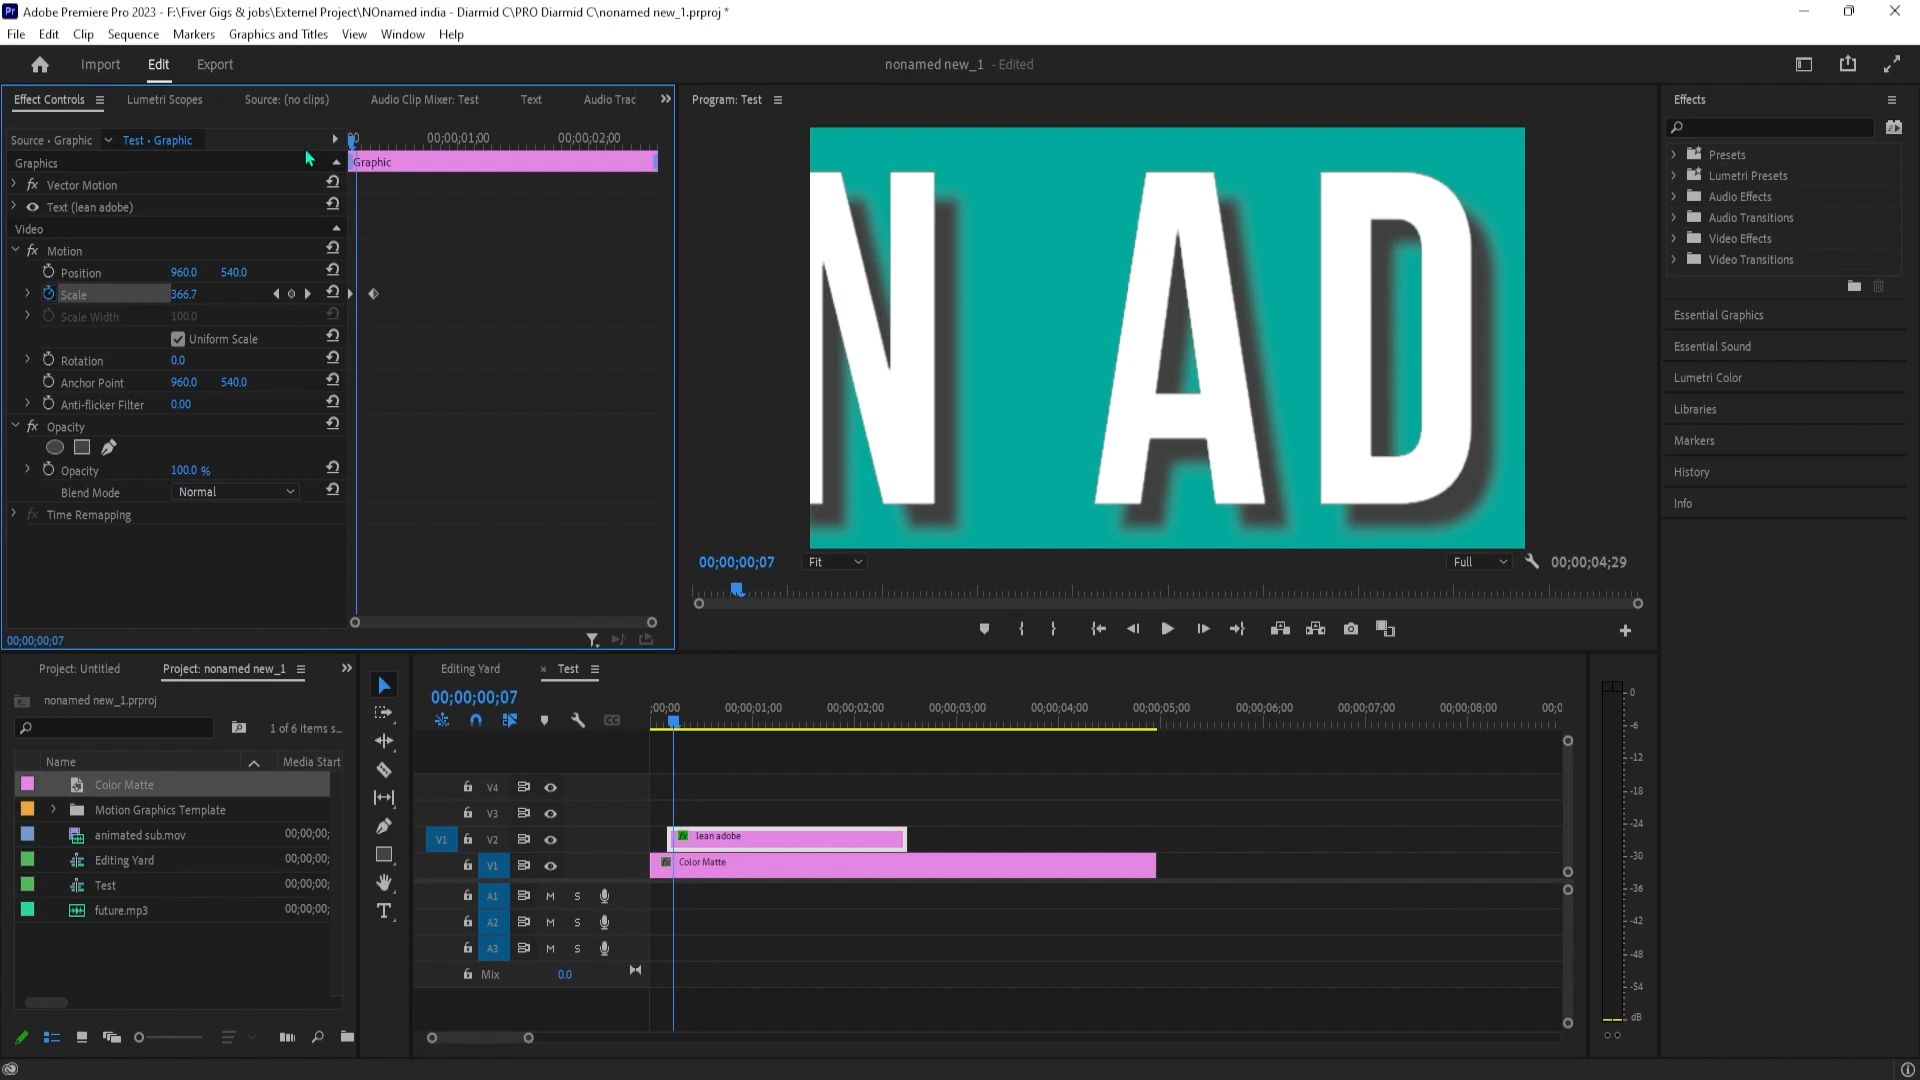 Adobe Premiere Pro 2023 - F:\Fiver Gigs & jobs\Externel Project\NOnamed india - Diarmid C\PRO Diarmid C\nonamed new_1.prproj *
File Edit Clip Sequence Markers Graphics and Titles View Window Help
Import Edit Export nonamed new_1 - Edited
Effect Controls Lumetri Scopes Source: (no clips) Audio Clip Mixer: Test Text Audio Trac
Source • Graphic Test • Graphic 00 00;00;01;00 00;00;02;00
Graphics Graphic
fx Vector Motion
Text (lean adobe)
Video
fx Motion
Position 960.0 540.0
Scale 366.7
Scale Width 100.0
Uniform Scale
Rotation 0.0
Anchor Point 960.0 540.0
Anti-flicker Filter 0.00
fx Opacity
Opacity 100.0 %
Blend Mode Normal
fx Time Remapping
00;00;00;07
Program: Test
N AD
00;00;00;07 Fit Full 00;00;04;29
Effects
Presets
Lumetri Presets
Audio Effects
Audio Transitions
Video Effects
Video Transitions
Essential Graphics
Essential Sound
Lumetri Color
Libraries
Markers
History
Info
Project: Untitled Project: nonamed new_1
nonamed new_1.prproj
1 of 6 items s...
Name Media Start
Color Matte
Motion Graphics Template
animated sub.mov 00;00;00;
Editing Yard 00;00;00;
Test 00;00;00;
future.mp3 00;00;00;
Editing Yard × Test
00;00;00;07
;00;00 00;00;01;00 00;00;02;00 00;00;03;00 00;00;04;00 00;00;05;00 00;00;06;00 00;00;07;00 00;00;08;00 00;0
V4
V3
V1 V2 fx lean adobe
V1 fx Color Matte
A1 M S
A2 M S
A3 M S
Mix 0.0
0
-6
-12
-18
-24
-30
-36
-42
-48
-54
dB